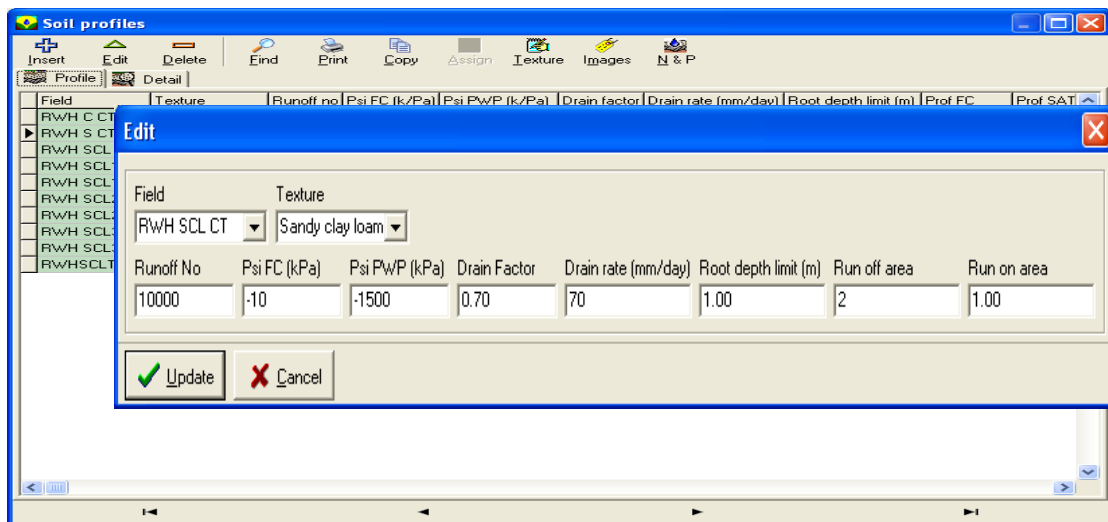 Soil profiles
Insert Edit Delete Find Print Copy Assign Texture Images N & P
Profile Detail
Field Texture Runoff no Psi FC (k/Pa) Psi PWP (k/Pa) Drain factor Drain rate (mm/day) Root depth limit (m) Prof FC Prof SAT
RWH C CT
RWH S CT
RWH SCL
RWH SCL
RWH SCL
RWH SCL
RWH SCL
RWH SCL
RWH SCL
RWHSCLT
Edit
Field Texture
RWH SCL CT Sandy clay loam
Runoff No Psi FC (kPa) Psi PWP (kPa) Drain Factor Drain rate (mm/day) Root depth limit (m) Run off area Run on area
10000 -10 -1500 0.70 70 1.00 2 1.00
Update Cancel